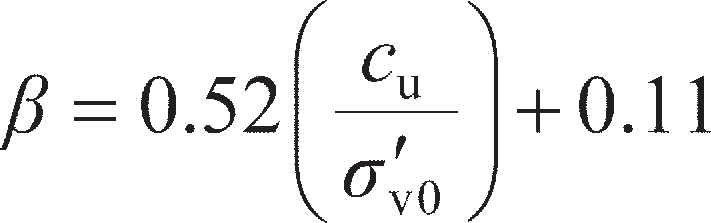 β = 0.52(c_u / σ′_v0) + 0.11